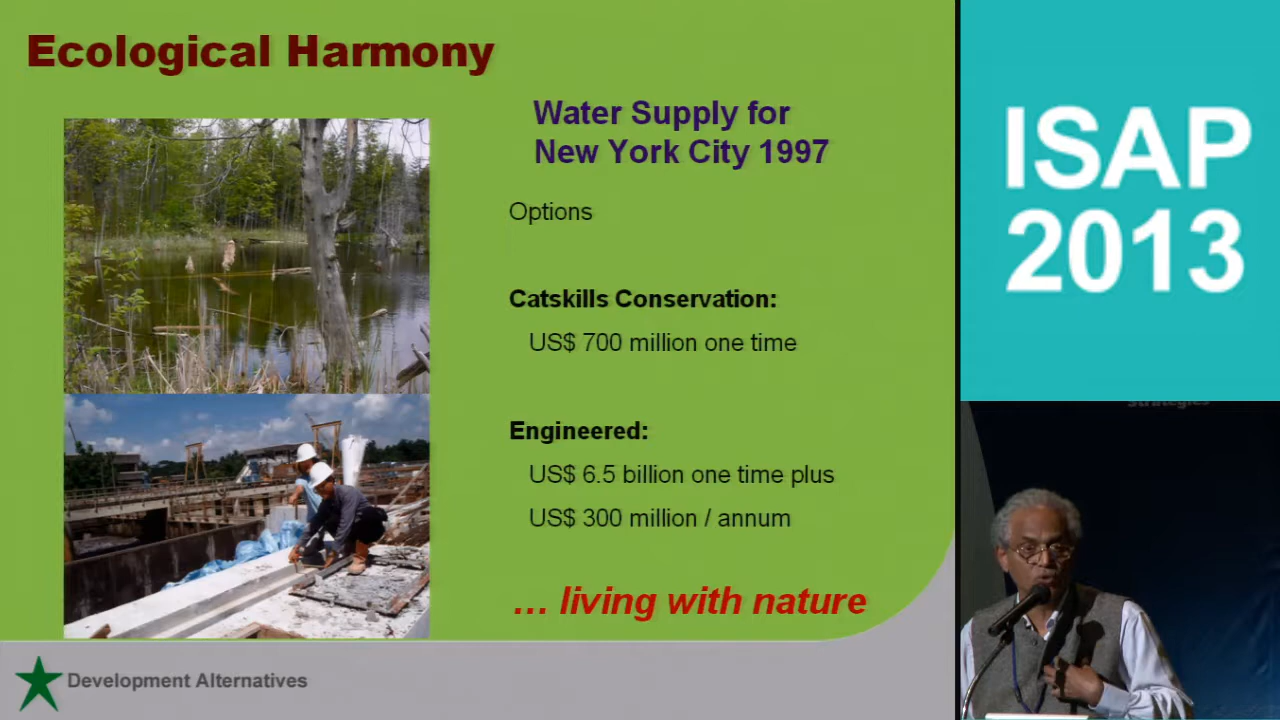 Ecological Harmony
Water Supply for
New York City 1997
Options
Catskills Conservation:
US$ 700 million one time
Engineered:
US$ 6.5 billion one time plus
US$ 300 million / annum
... living with nature
Development Alternatives
ISAP
2013
Strategies